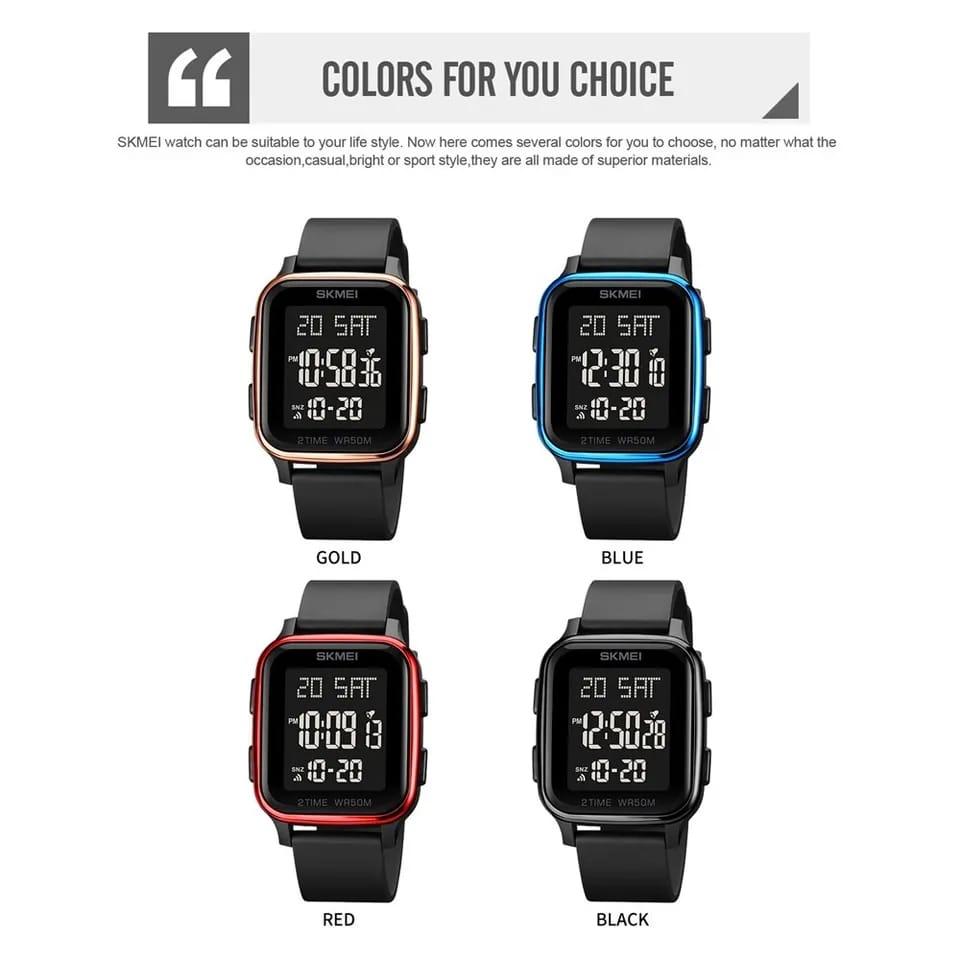 COLORS FOR YOU CHOICE
SKMEI watch can be suitable to your life style. Now here comes several colors for you to choose, no matter what the
occasion,casual,bright or sport style,they are all made of superior materials.
SKMEI
20 SAT
PM 10:58 36
SNZ 10-20
2TIME WR50M
GOLD
SKMEI
20 SAT
PM 12:30 10
SNZ 10-20
2TIME WR50M
BLUE
SKMEI
20 SAT
PM 10:09 13
SNZ 10-20
2TIME WR50M
RED
SKMEI
20 SAT
PM 12:50 28
SNZ 10-20
2TIME WR50M
BLACK